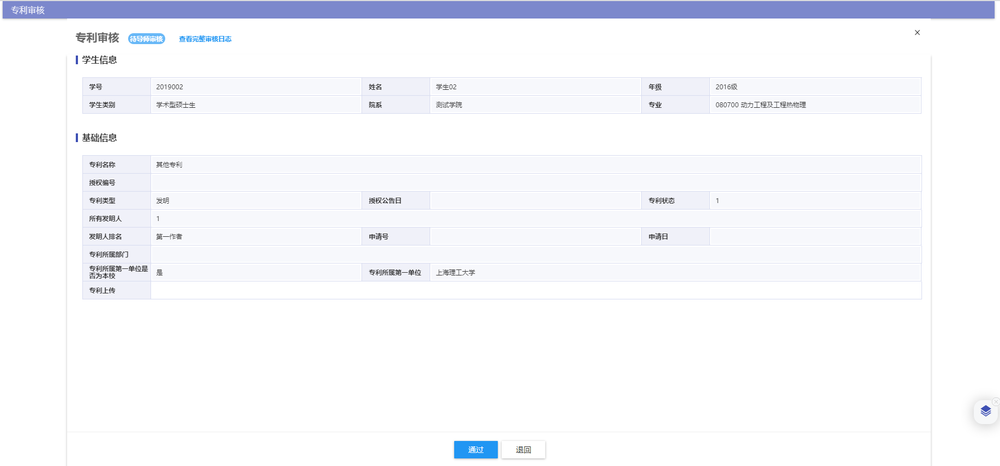 专利审核
专利审核 待导师审核 查看完整审核日志
学生信息
学号 2019002 姓名 学生02 年级 2016级
学生类别 学术型硕士生 院系 测试学院 专业 080700 动力工程及工程热物理
基础信息
专利名称 其他专利
授权编号
专利类型 发明 授权公告日 专利状态 1
所有发明人 1
发明人排名 第一作者 申请号 申请日
专利所属部门
专利所属第一单位是
否为本校 是 专利所属第一单位 上海理工大学
专利上传
通过 退回